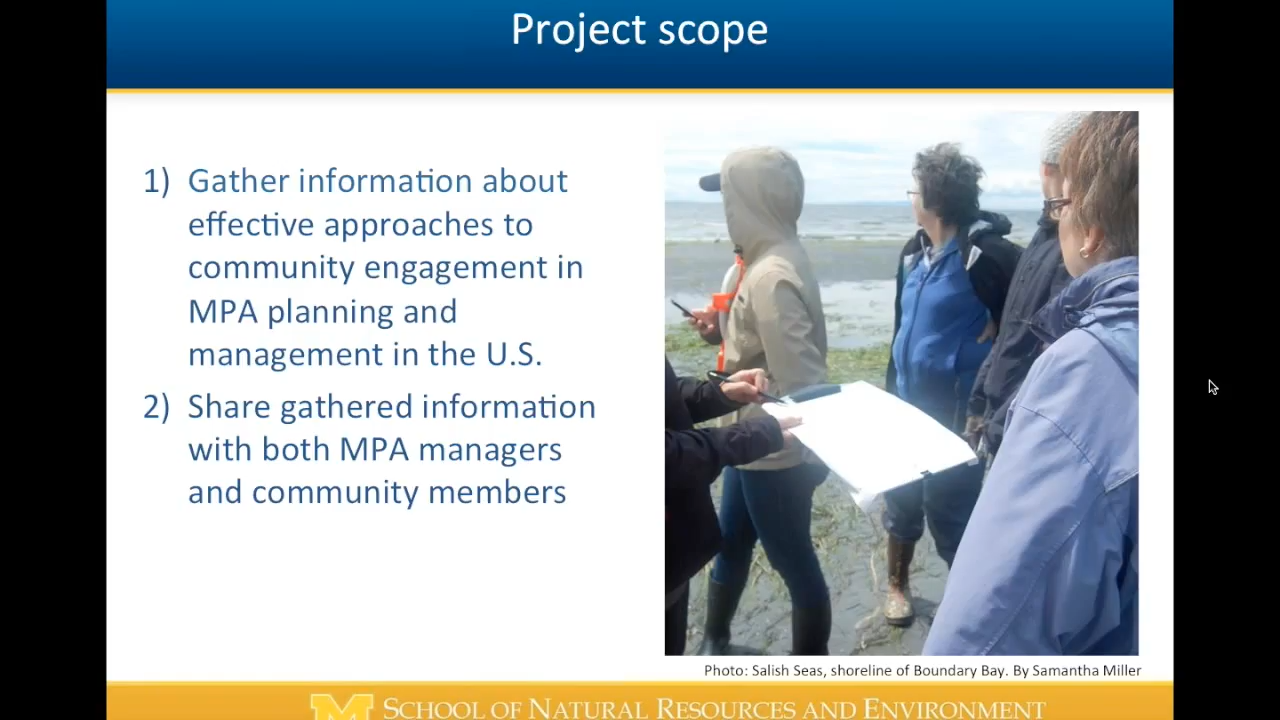 Project scope
1) Gather information about
effective approaches to
community engagement in
MPA planning and
management in the U.S.
2) Share gathered information
with both MPA managers
and community members
Photo: Salish Seas, shoreline of Boundary Bay. By Samantha Miller
M SCHOOL OF NATURAL RESOURCES AND ENVIRONMENT